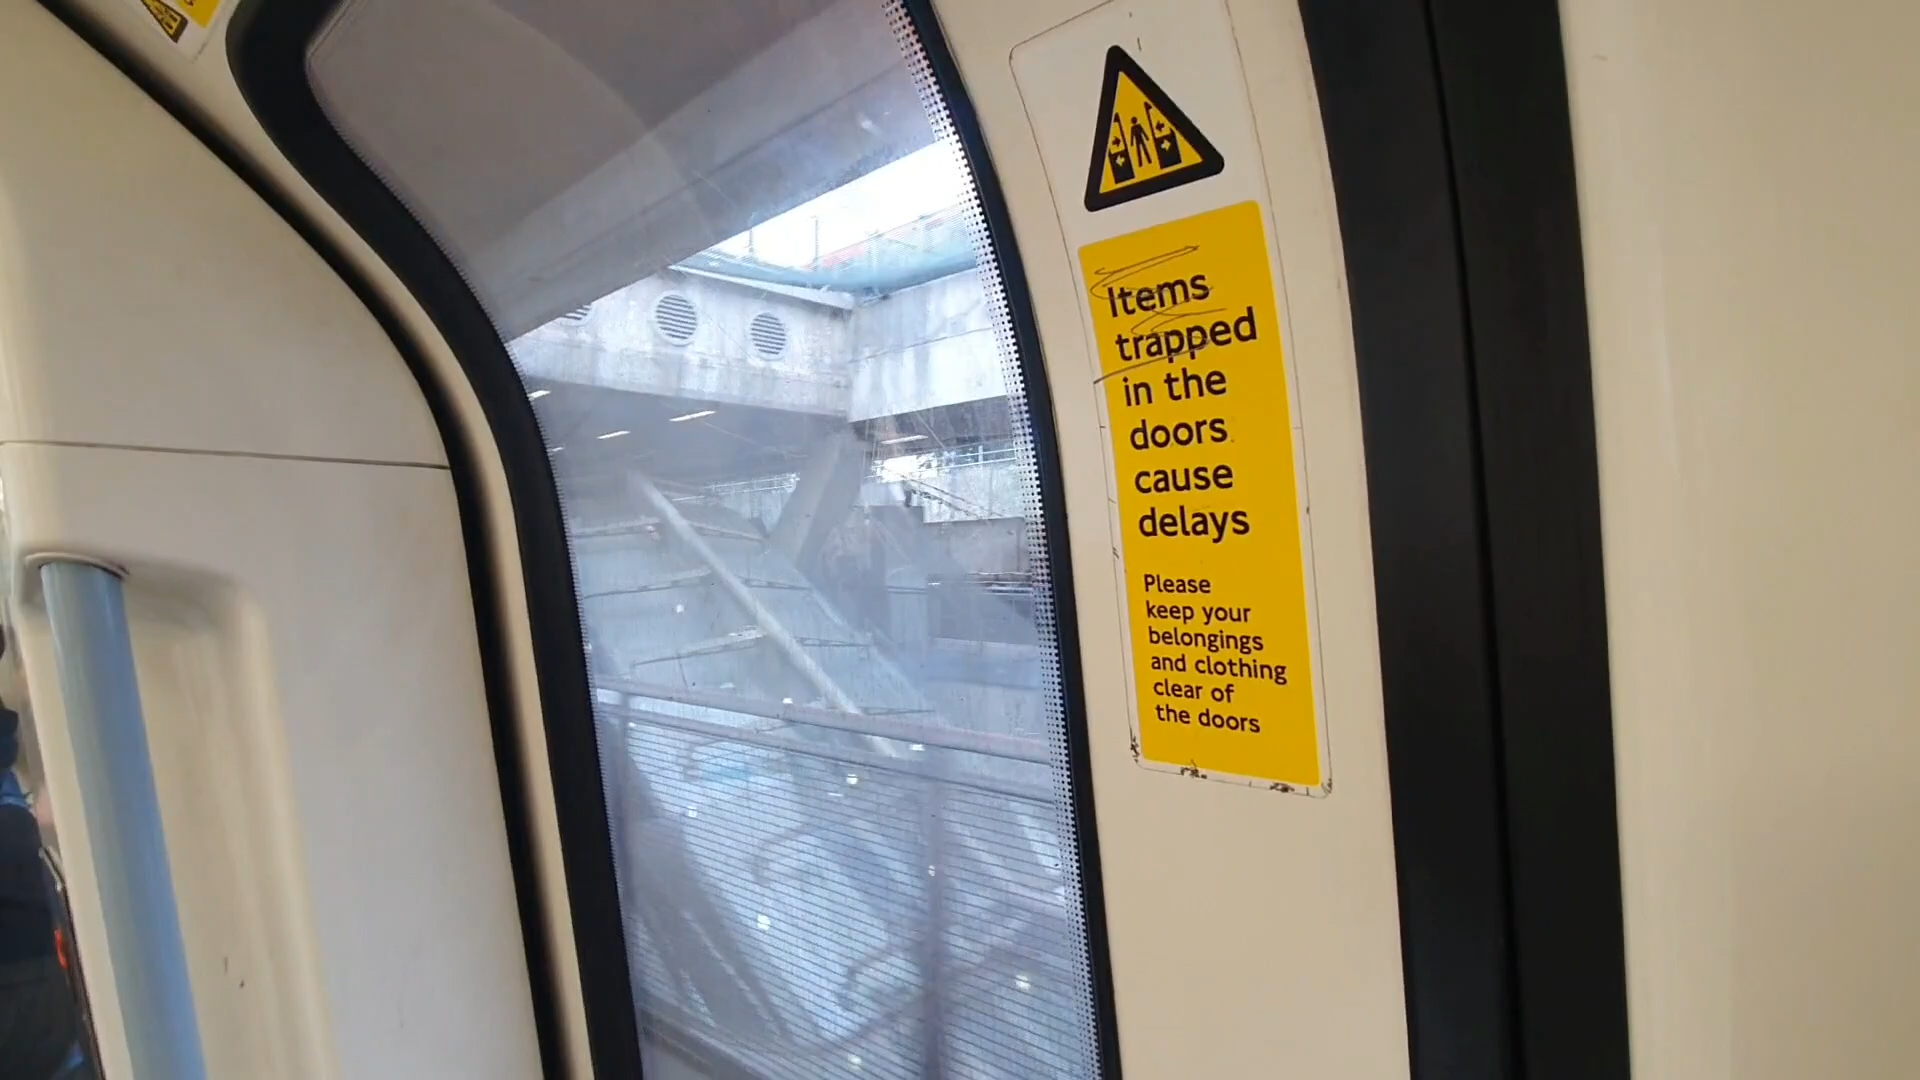 Items
trapped
in the
doors
cause
delays
Please
keep your
belongings
and clothing
clear of
the doors